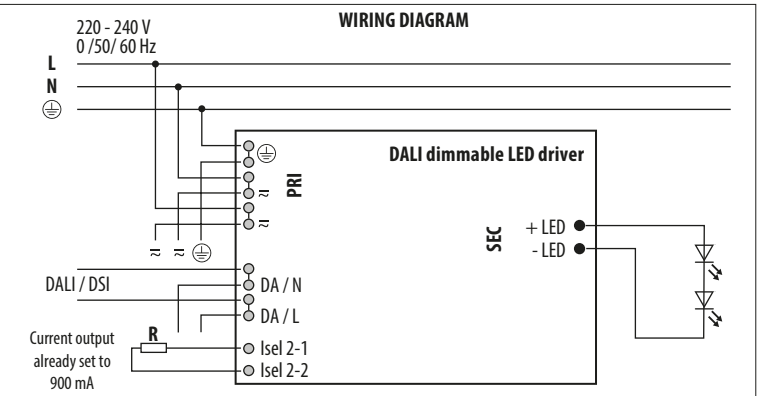 WIRING DIAGRAM
220 - 240 V
0 /50/ 60 Hz
L
N
DALI dimmable LED driver
PRI
SEC
+ LED
- LED
DALI / DSI
DA / N
DA / L
Current output
already set to
900 mA
R
Isel 2-1
Isel 2-2